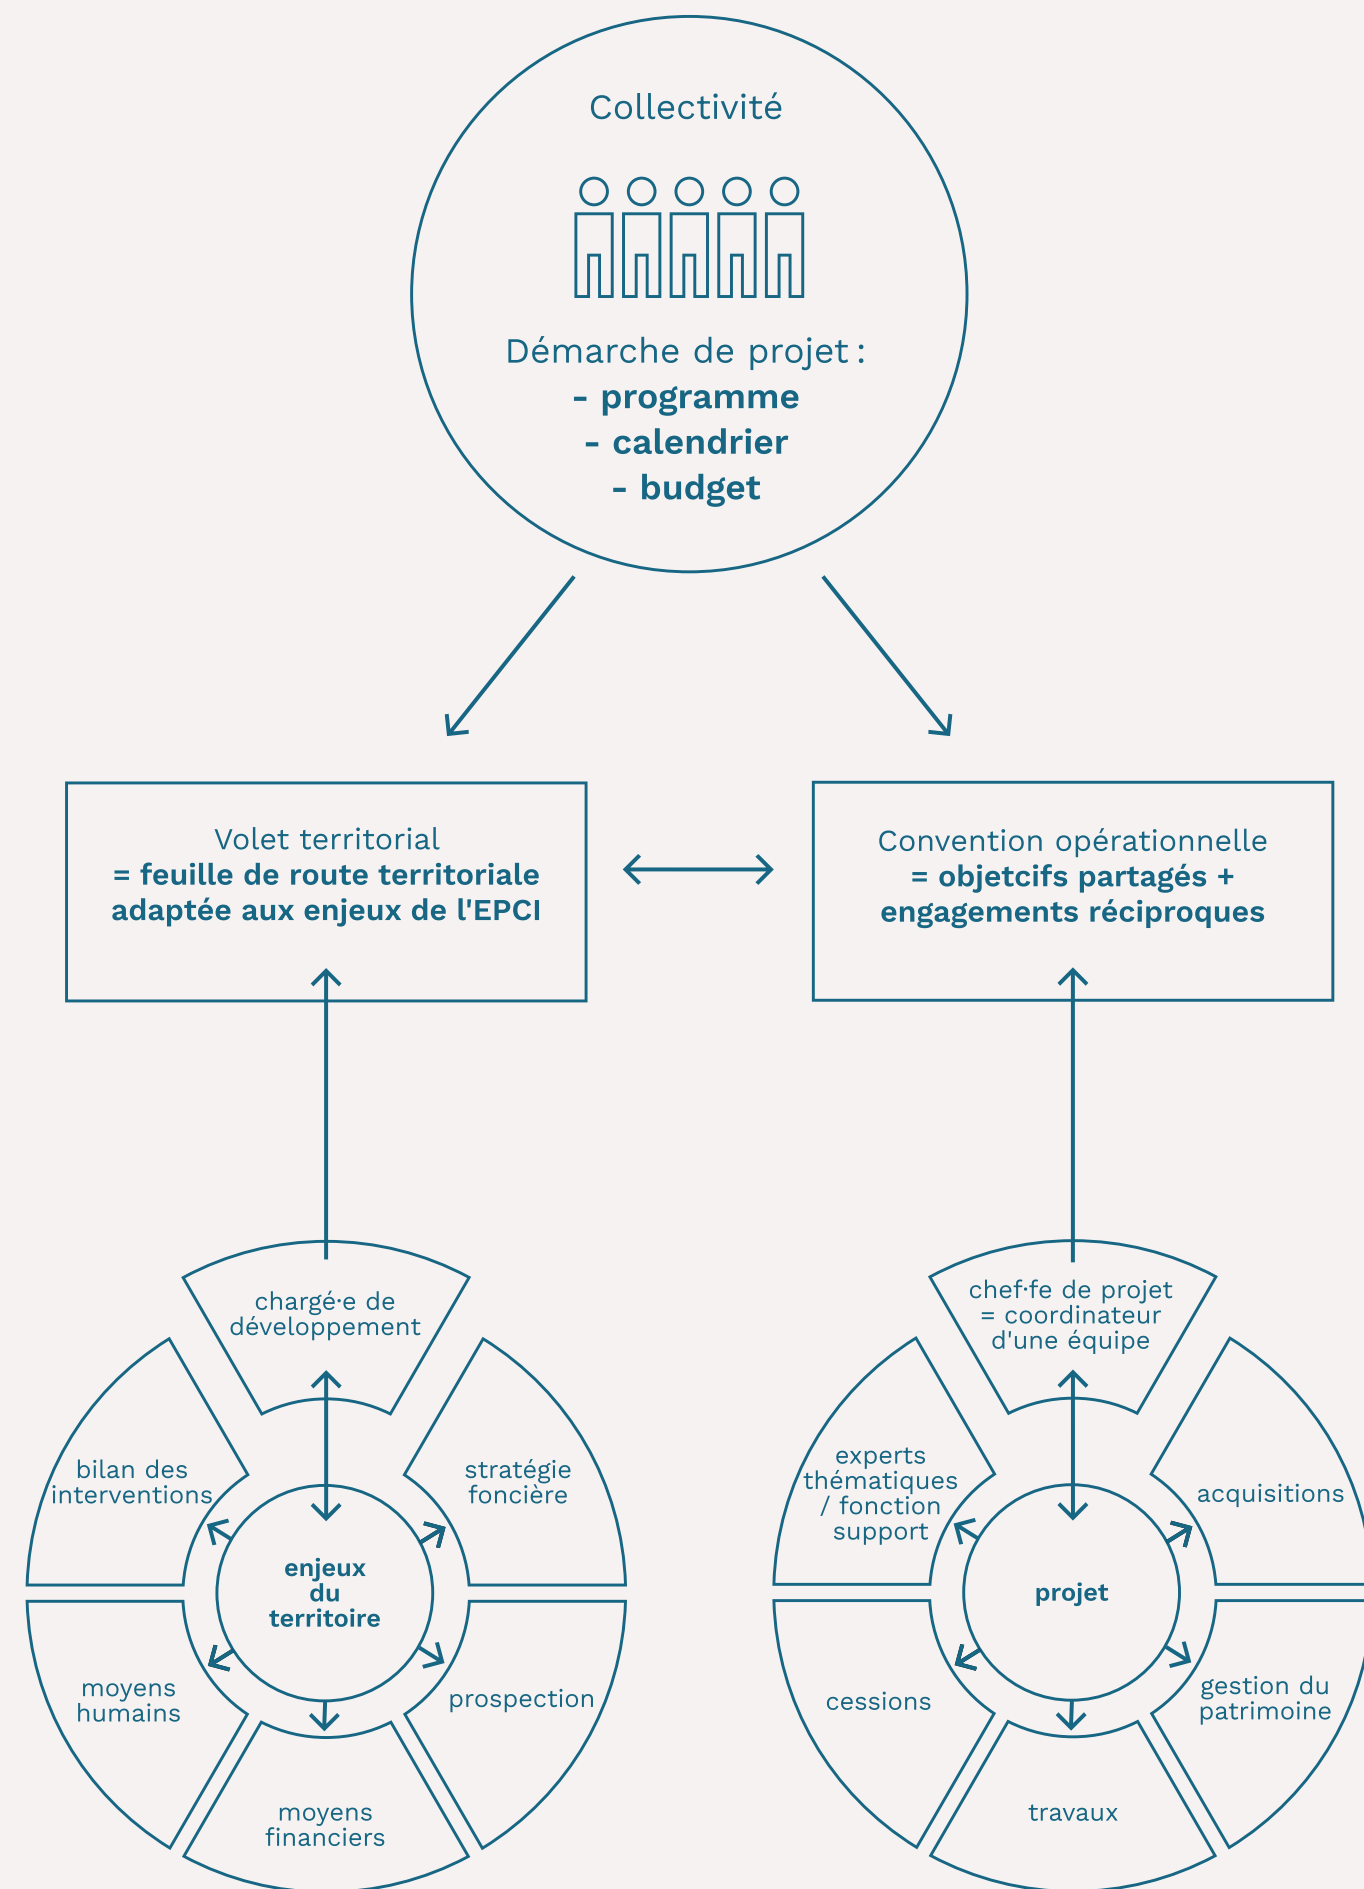 Collectivité
Démarche de projet :
- programme
- calendrier
- budget
Volet territorial
= feuille de route territoriale
adaptée aux enjeux de l'EPCI
Convention opérationnelle
= objetcifs partagés +
engagements réciproques
chargé·e de
développement
stratégie
foncière
prospection
moyens
financiers
moyens
humains
bilan des
interventions
enjeux
du
territoire
chef·fe de projet
= coordinateur
d'une équipe
acquisitions
gestion du
patrimoine
travaux
cessions
experts
thématiques
/ fonction
support
projet